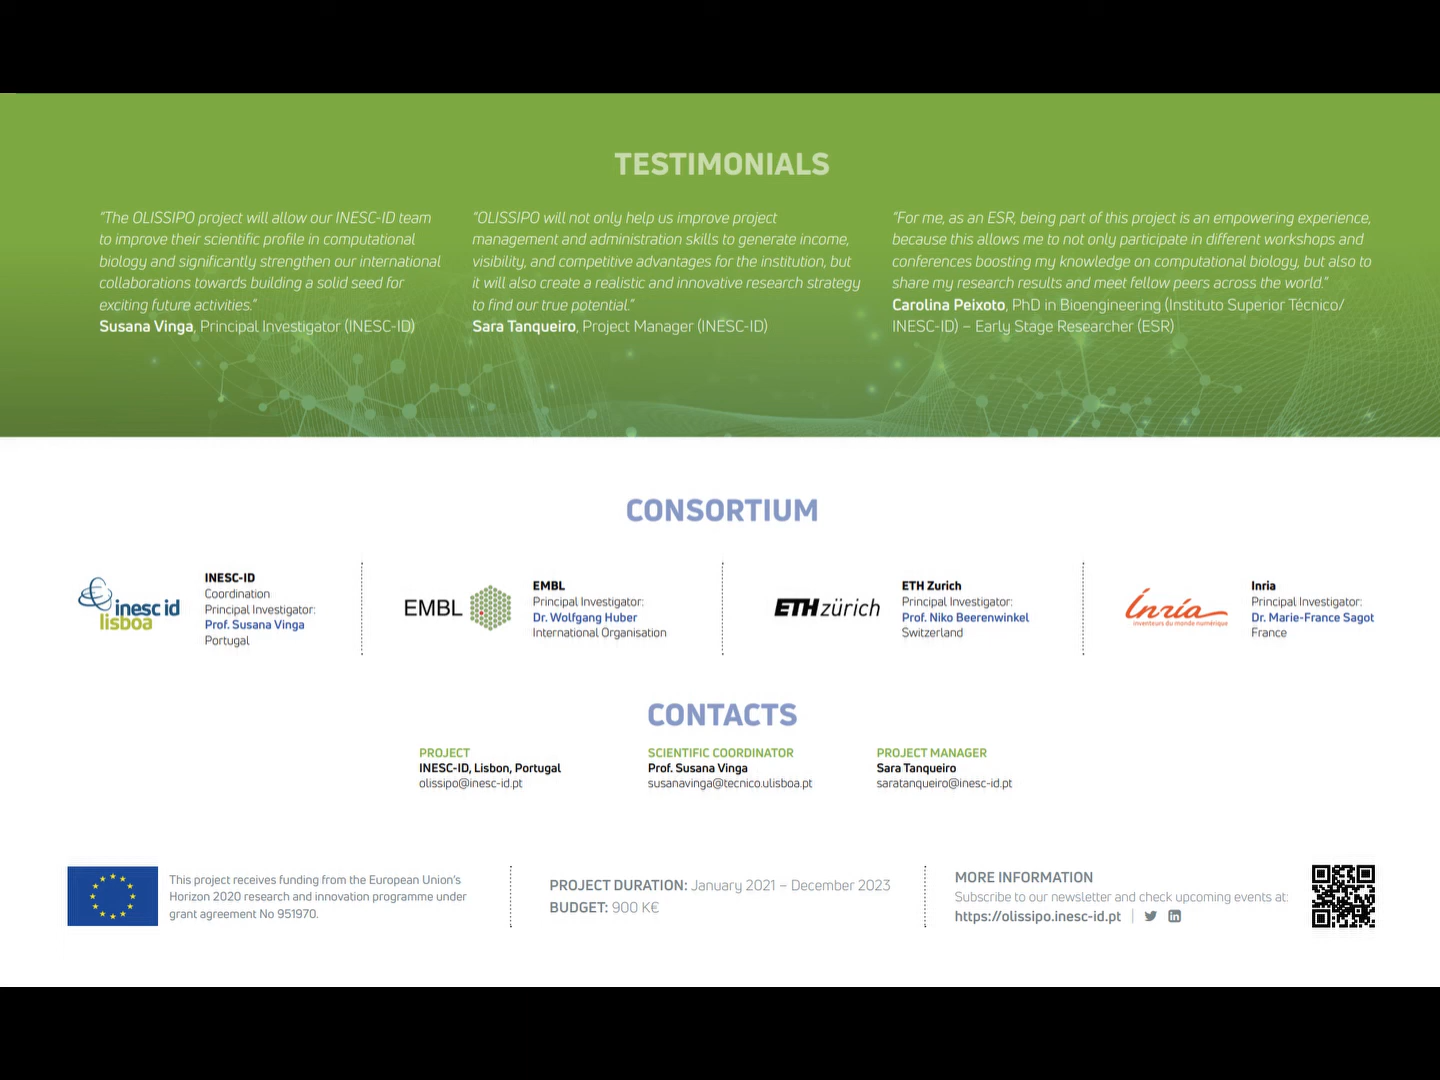 TESTIMONIALS
"The OLISSIPO project will allow our INESC-ID team
to improve their scientific profile in computational
biology and significantly strengthen our international
collaborations towards building a solid seed for
exciting future activities."
Susana Vinga, Principal Investigator (INESC-ID)
"OLISSIPO will not only help us improve project
management and administration skills to generate income,
visibility, and competitive advantages for the institution, but
it will also create a realistic and innovative research strategy
to find our true potential."
Sara Tanqueiro, Project Manager (INESC-ID)
"For me, as an ESR, being part of this project is an empowering experience,
because this allows me to not only participate in different workshops and
conferences boosting my knowledge on computational biology, but also to
share my research results and meet fellow peers across the world."
Carolina Peixoto, PhD in Bioengineering (Instituto Superior Técnico/
INESC-ID) – Early Stage Researcher (ESR)
CONSORTIUM
inesc id
lisboa
INESC-ID
Coordination
Principal Investigator:
Prof. Susana Vinga
Portugal
EMBL
EMBL
Principal Investigator:
Dr. Wolfgang Huber
International Organisation
ETH zürich
ETH Zurich
Principal Investigator:
Prof. Niko Beerenwinkel
Switzerland
Inria
inventeurs du monde numérique
Inria
Principal Investigator:
Dr. Marie-France Sagot
France
CONTACTS
PROJECT
INESC-ID, Lisbon, Portugal
olissipo@inesc-id.pt
SCIENTIFIC COORDINATOR
Prof. Susana Vinga
susanavinga@tecnico.ulisboa.pt
PROJECT MANAGER
Sara Tanqueiro
saratanqueiro@inesc-id.pt
This project receives funding from the European Union's
Horizon 2020 research and innovation programme under
grant agreement No 951970.
PROJECT DURATION: January 2021 – December 2023
BUDGET: 900 K€
MORE INFORMATION
Subscribe to our newsletter and check upcoming events at:
https://olissipo.inesc-id.pt